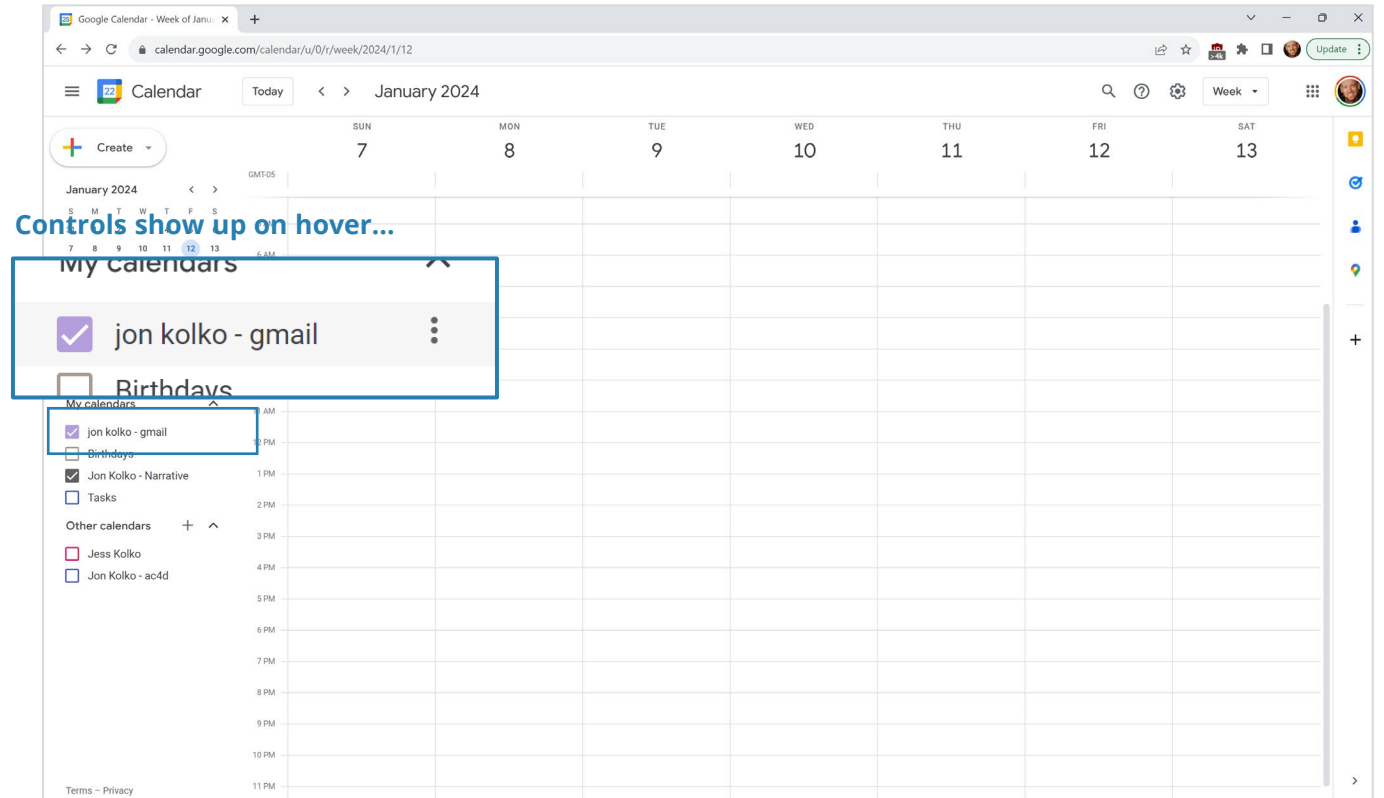 Google Calendar - Week of Janu
calendar.google.com/calendar/u/0/r/week/2024/1/12
Update
22 Calendar
Today
January 2024
Week
Create
SUN MON TUE WED THU FRI SAT
7 8 9 10 11 12 13
GMT-05
January 2024
S M T W T F S
Controls show up on hover...
7 8 9 10 11 12 13
6 AM
My calendars
jon kolko - gmail
Birthdays
My calendars
11 AM
jon kolko - gmail
12 PM
Birthdays
Jon Kolko - Narrative
1 PM
Tasks
2 PM
Other calendars
3 PM
Jess Kolko
4 PM
Jon Kolko - ac4d
5 PM
6 PM
7 PM
8 PM
9 PM
10 PM
11 PM
Terms – Privacy